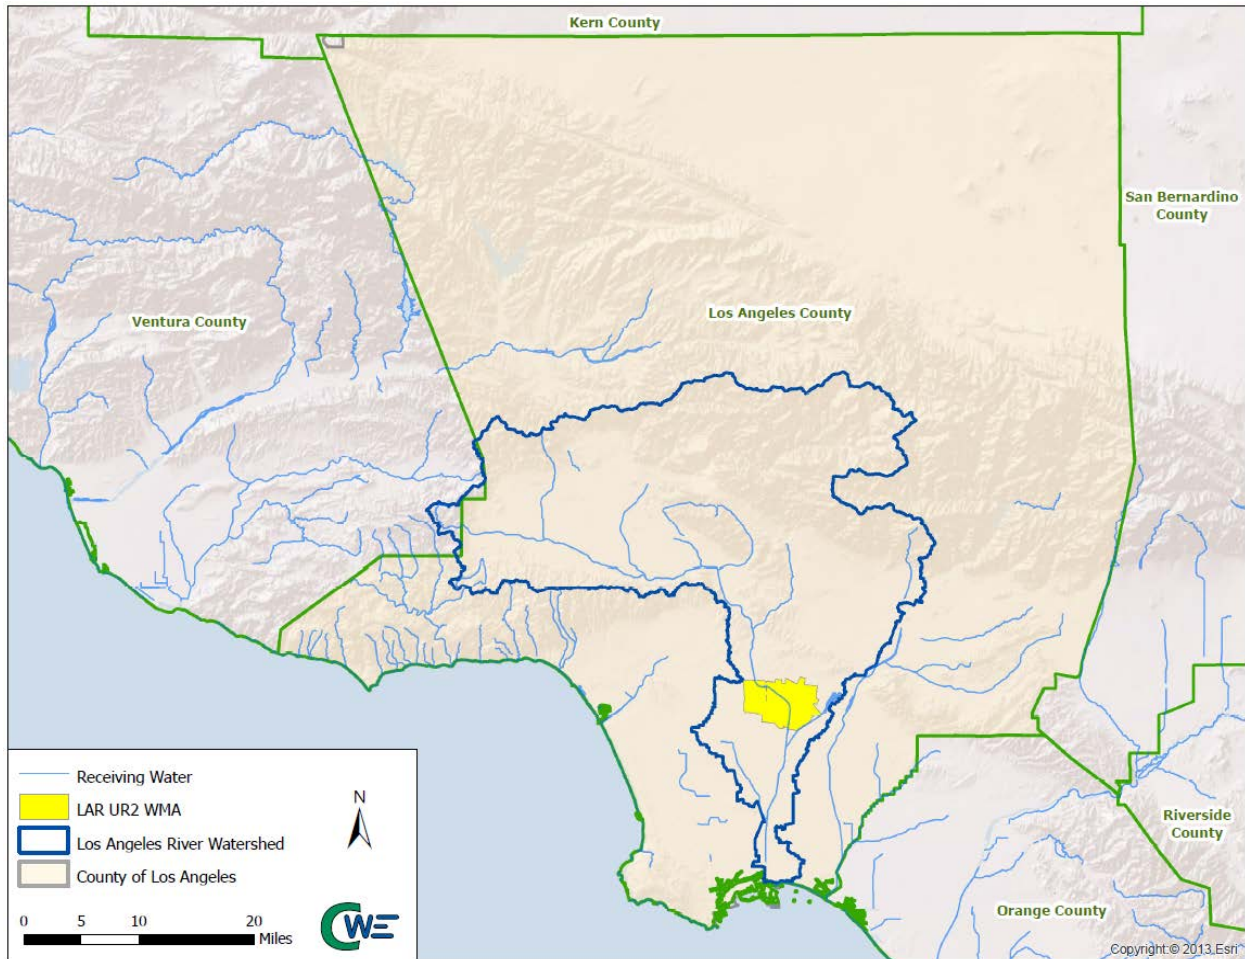 Kern County
San Bernardino
County
Los Angeles County
Ventura County
Riverside
County
Orange County
N
Receiving Water
LAR UR2 WMA
Los Angeles River Watershed
County of Los Angeles
0 5 10 20
Miles
CWE
Copyright:© 2013 Esri